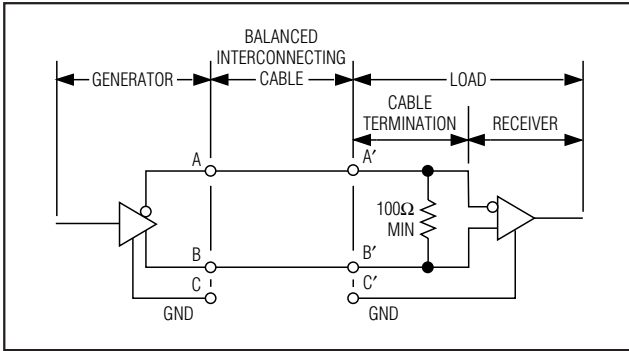 BALANCED
INTERCONNECTING
GENERATOR CABLE LOAD
CABLE
TERMINATION RECEIVER
A A′
100Ω
MIN
B B′
C C′
GND GND